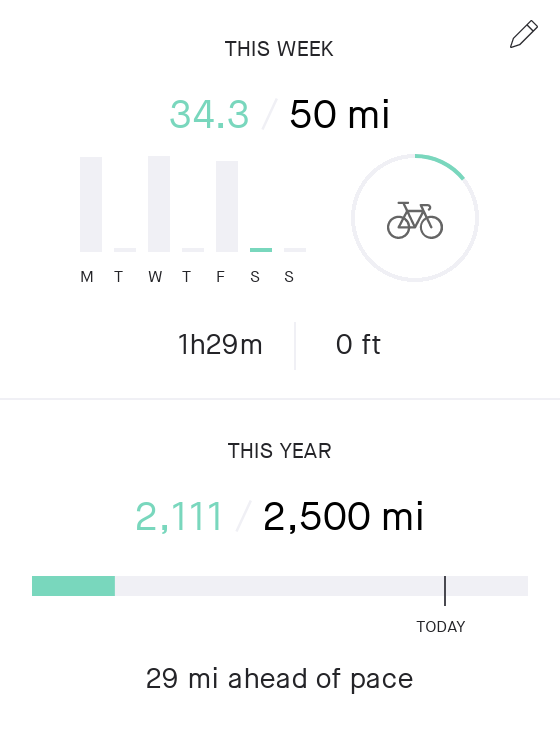 THIS WEEK
34.3 / 50 mi
M T W T F S S
1h29m 0 ft
THIS YEAR
2,111 / 2,500 mi
TODAY
29 mi ahead of pace